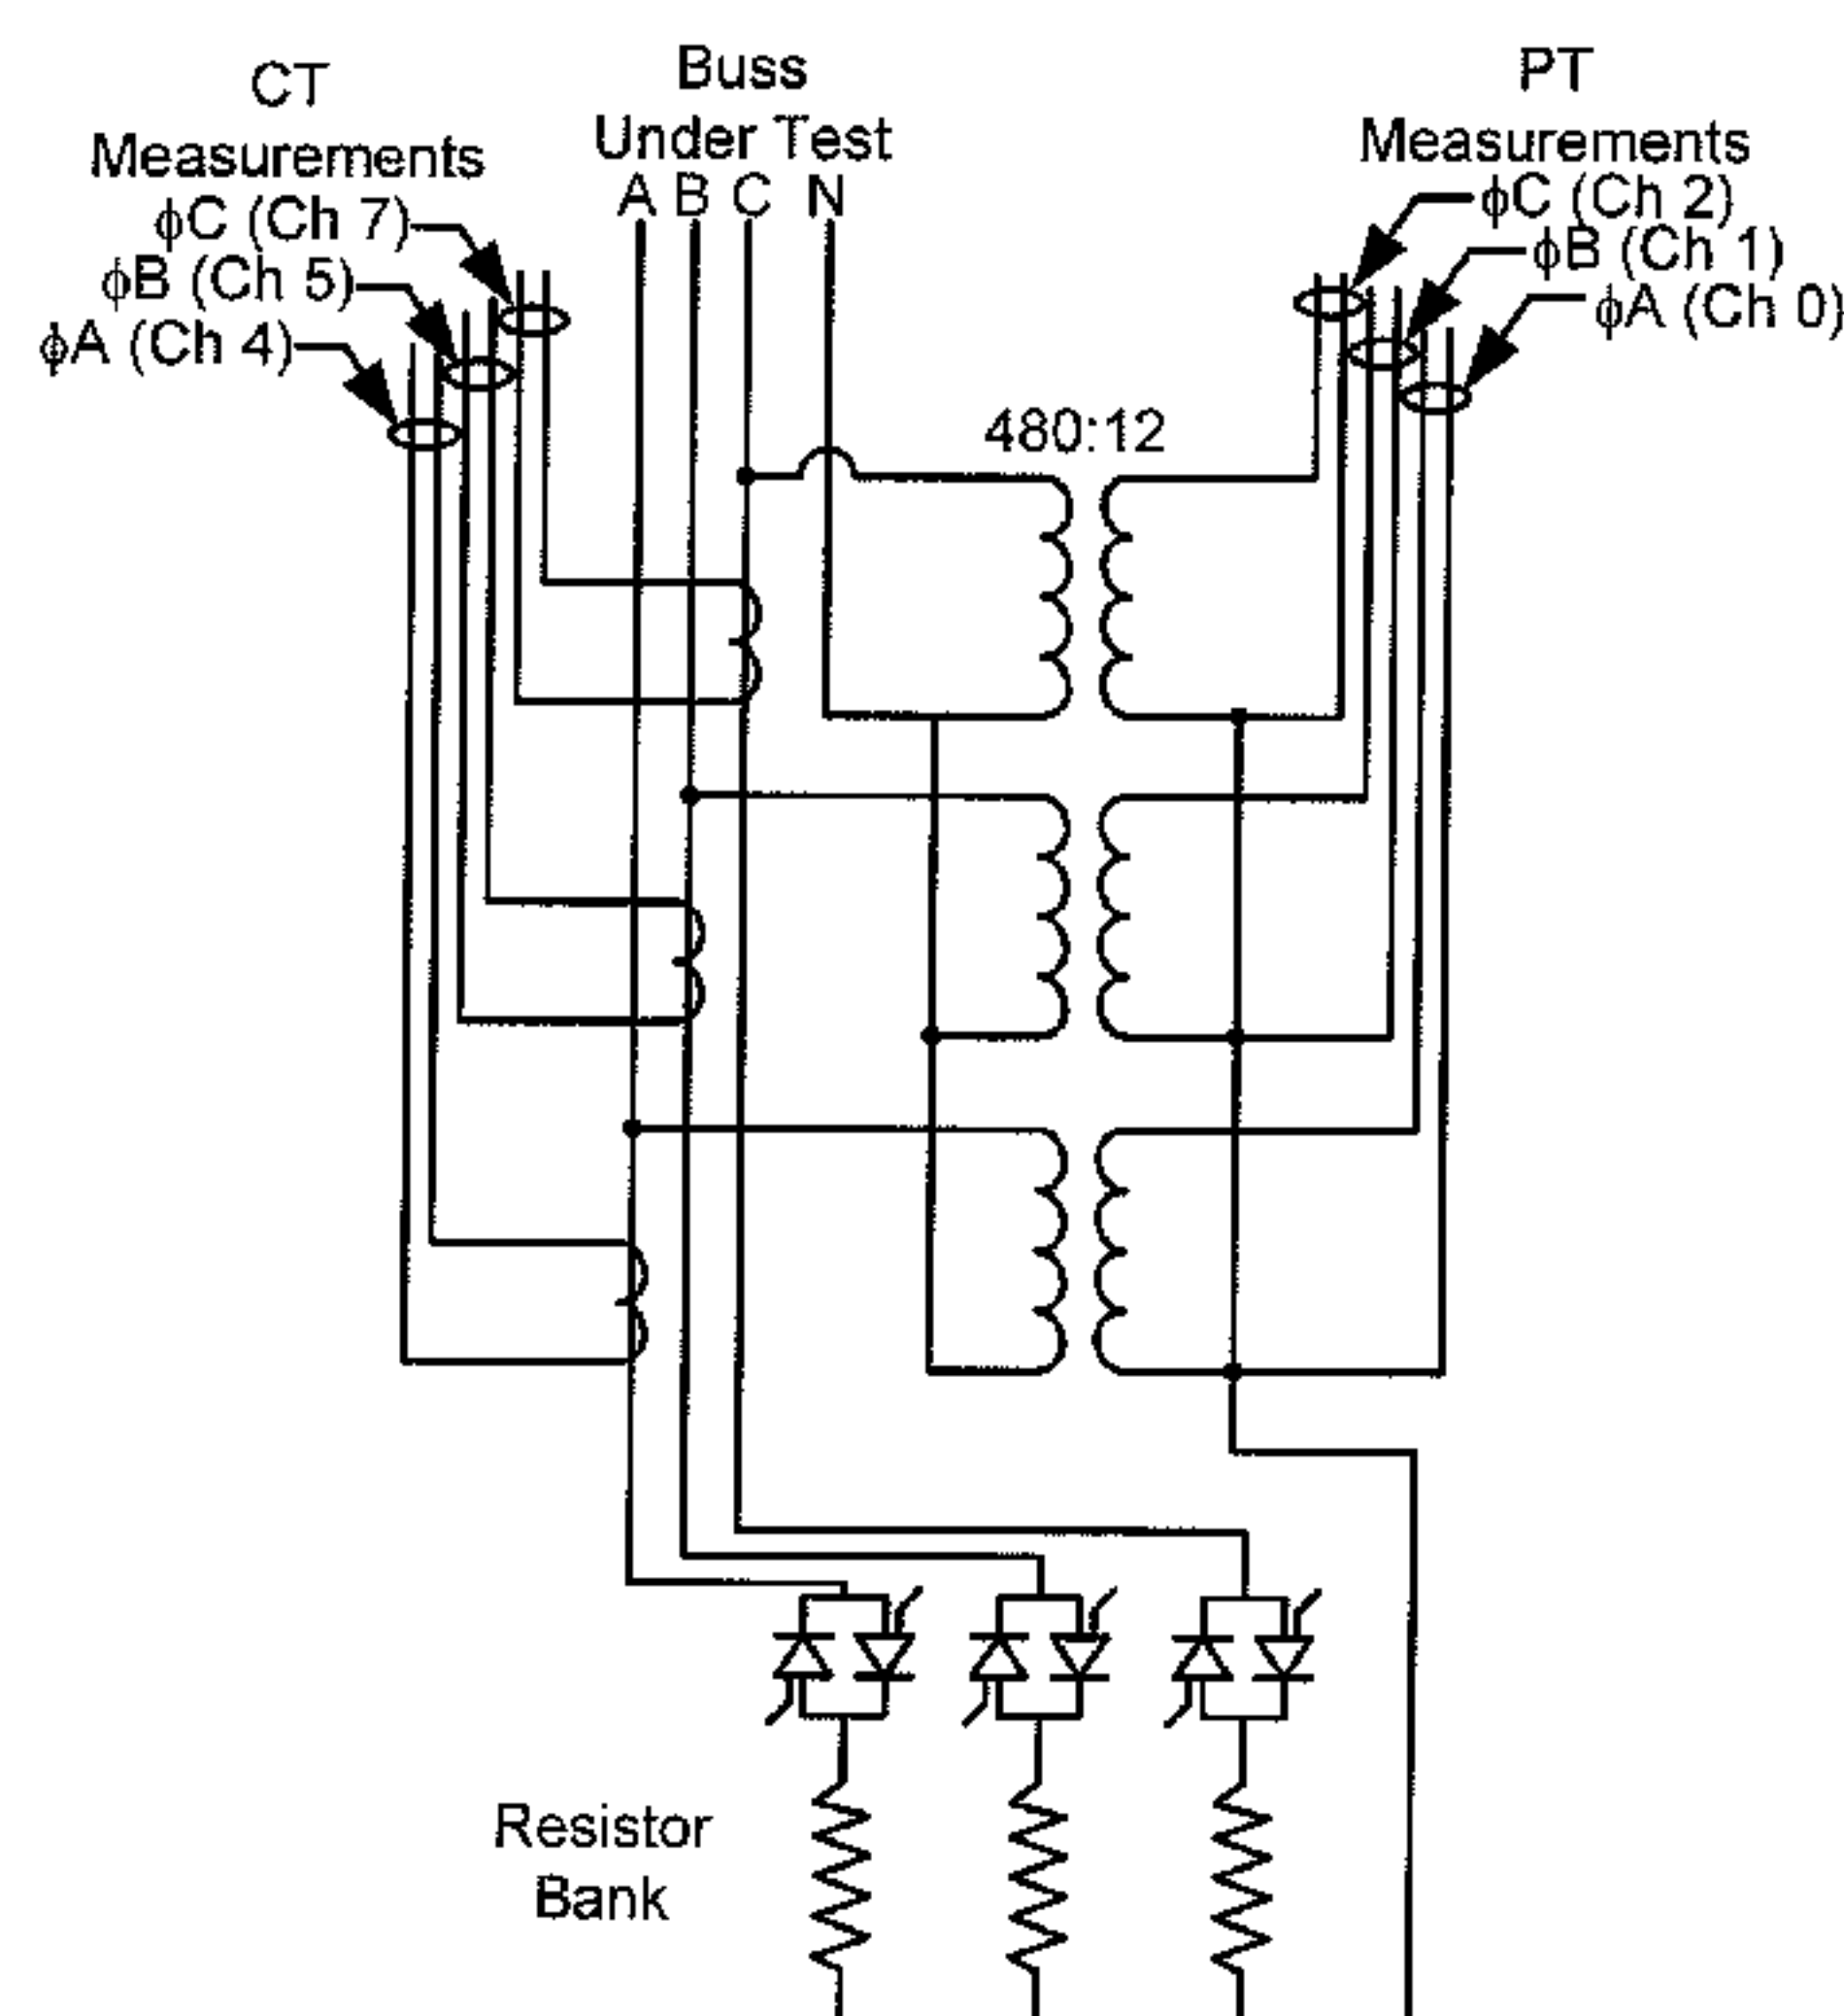 CT
Measurements
ϕC (Ch 7)
ϕB (Ch 5)
ϕA (Ch 4)
Buss
Under Test
A B C N
PT
Measurements
ϕC (Ch 2)
ϕB (Ch 1)
ϕA (Ch 0)
480:12
Resistor
Bank